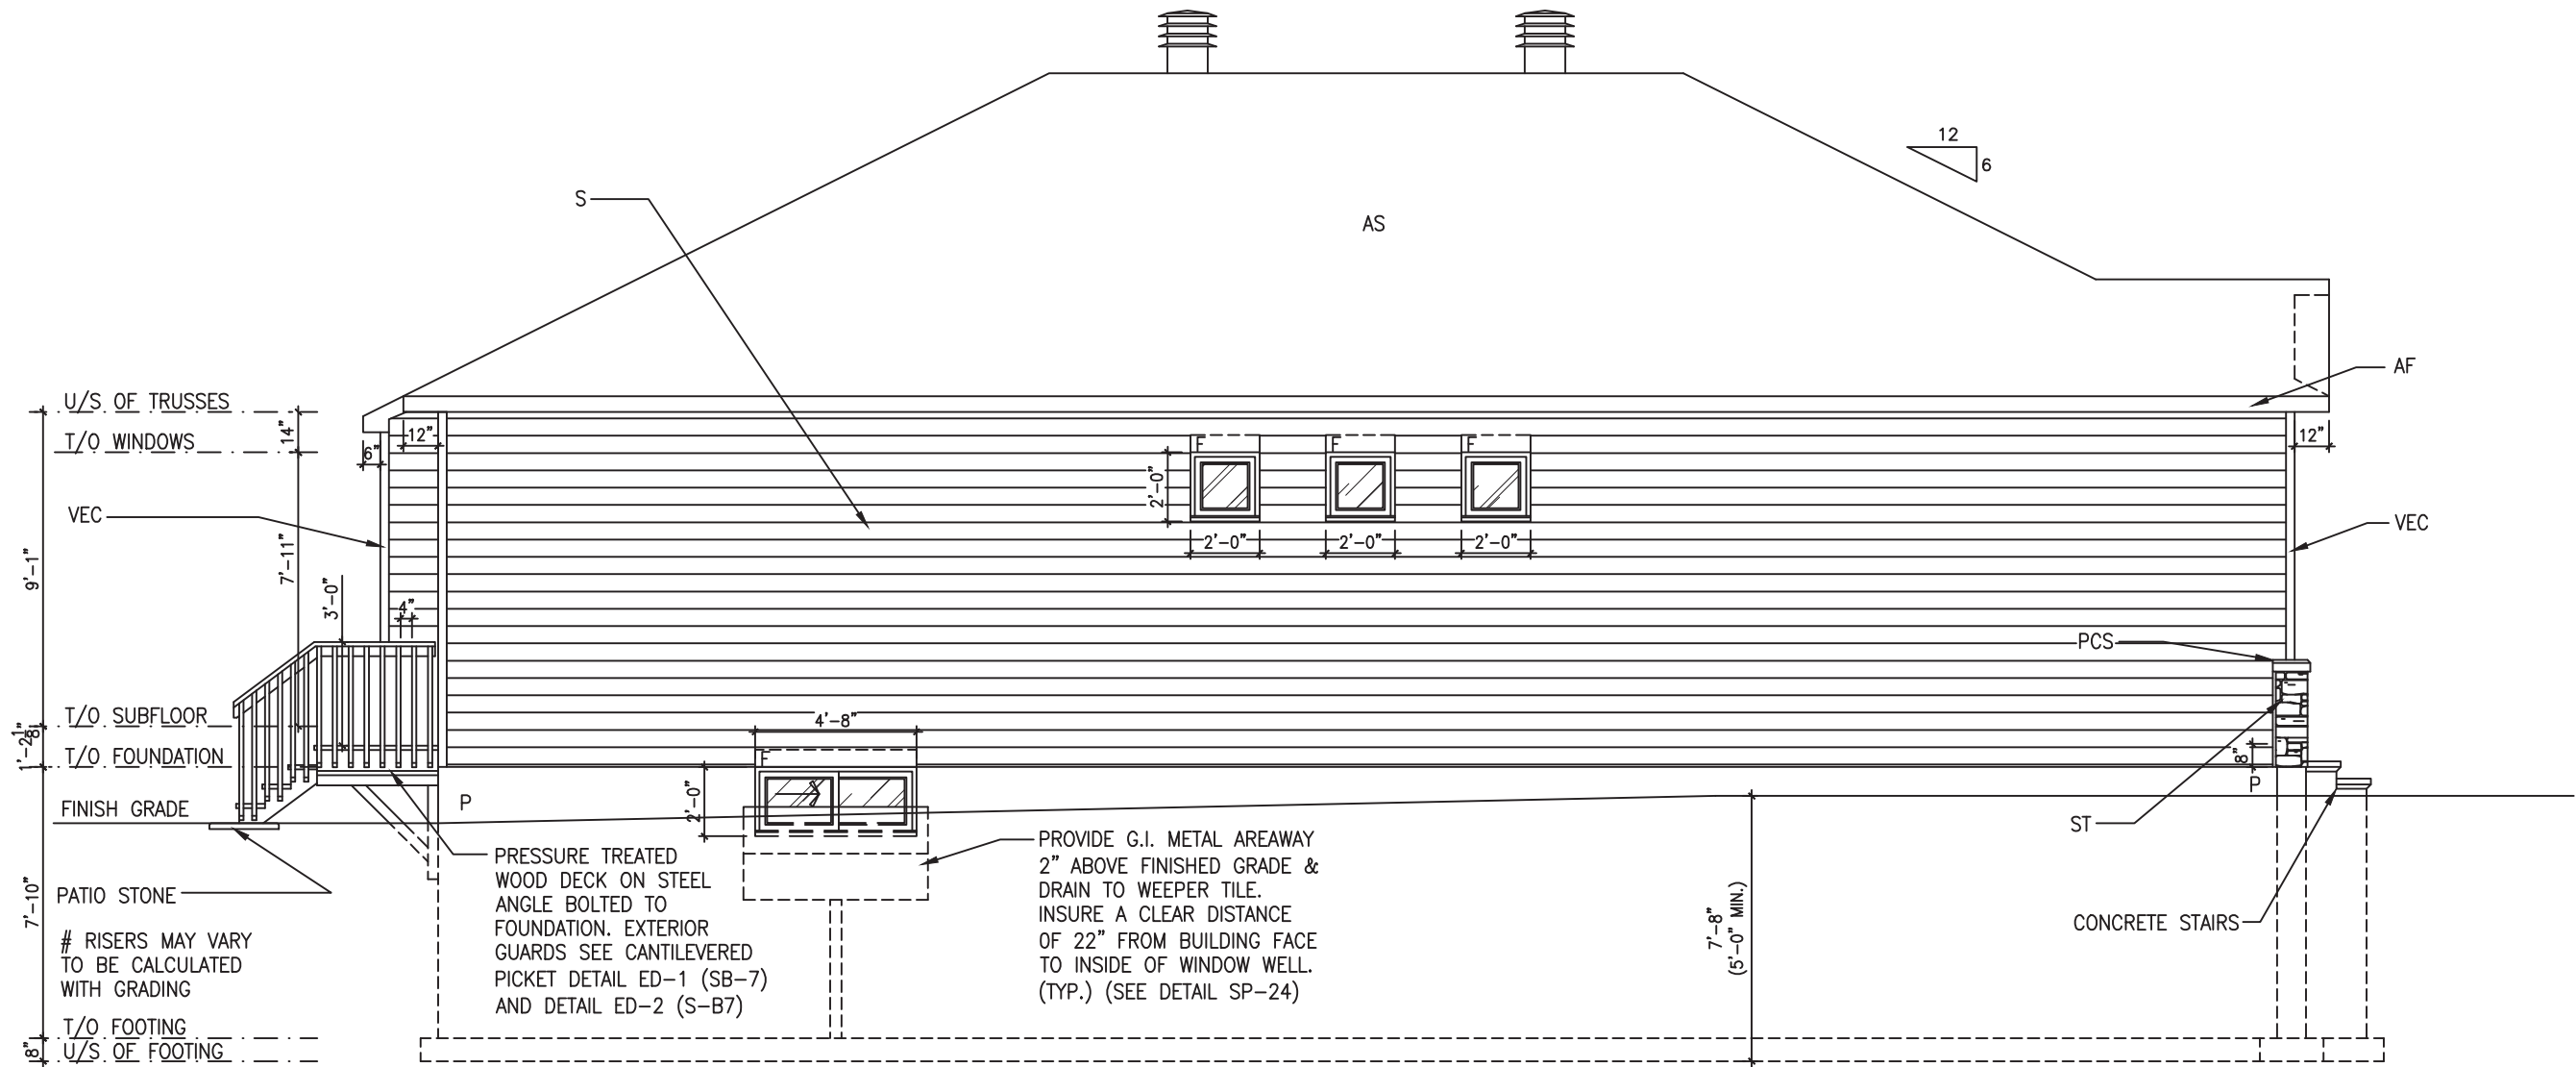 12
6
S
AS
AF
U/S OF TRUSSES
14"
12"
12"
T/O WINDOWS
6"
F
F
F
2'-0"
VEC
VEC
2'-0"
2'-0"
2'-0"
9'-1"
7'-11"
3'-0"
4"
PCS
T/O SUBFLOOR
4'-8"
1'-2 1/8"
T/O FOUNDATION
F
8"
P
P
2'-0"
FINISH GRADE
ST
PATIO STONE
# RISERS MAY VARY
TO BE CALCULATED
WITH GRADING
PRESSURE TREATED
WOOD DECK ON STEEL
ANGLE BOLTED TO
FOUNDATION. EXTERIOR
GUARDS SEE CANTILEVERED
PICKET DETAIL ED-1 (SB-7)
AND DETAIL ED-2 (S-B7)
PROVIDE G.I. METAL AREAWAY
2" ABOVE FINISHED GRADE &
DRAIN TO WEEPER TILE.
INSURE A CLEAR DISTANCE
OF 22" FROM BUILDING FACE
TO INSIDE OF WINDOW WELL.
(TYP.) (SEE DETAIL SP-24)
7'-8"
(5'-0" MIN.)
CONCRETE STAIRS
7'-10"
T/O FOOTING
8"
U/S OF FOOTING